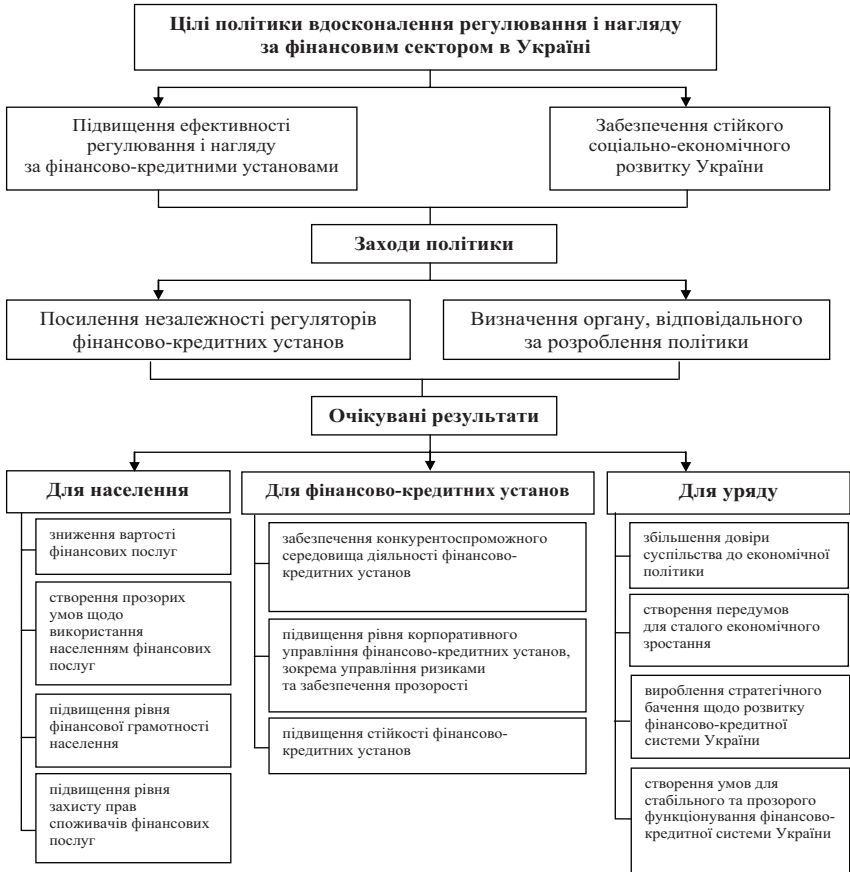 Цілі політики вдосконалення регулювання і нагляду
за фінансовим сектором в Україні
Підвищення ефективності
регулювання і нагляду
за фінансово-кредитними установами
Забезпечення стійкого
соціально-економічного
розвитку України
Заходи політики
Посилення незалежності регуляторів
фінансово-кредитних установ
Визначення органу, відповідального
за розроблення політики
Очікувані результати
Для населення
зниження вартості
фінансових послуг
створення прозорих
умов щодо
використання
населенням фінансових
послуг
підвищення рівня
фінансової грамотності
населення
підвищення рівня
захисту прав
споживачів фінансових
послуг
Для фінансово-кредитних установ
забезпечення конкурентоспроможного
середовища діяльності фінансово-
кредитних установ
підвищення рівня корпоративного
управління фінансово-кредитних установ,
зокрема управління ризиками
та забезпечення прозорості
підвищення стійкості фінансово-
кредитних установ
Для уряду
збільшення довіри
суспільства до економічної
політики
створення передумов
для сталого економічного
зростання
вироблення стратегічного
бачення щодо розвитку
фінансово-кредитної
системи України
створення умов для
стабільного та прозорого
функціонування фінансово-
кредитної системи України